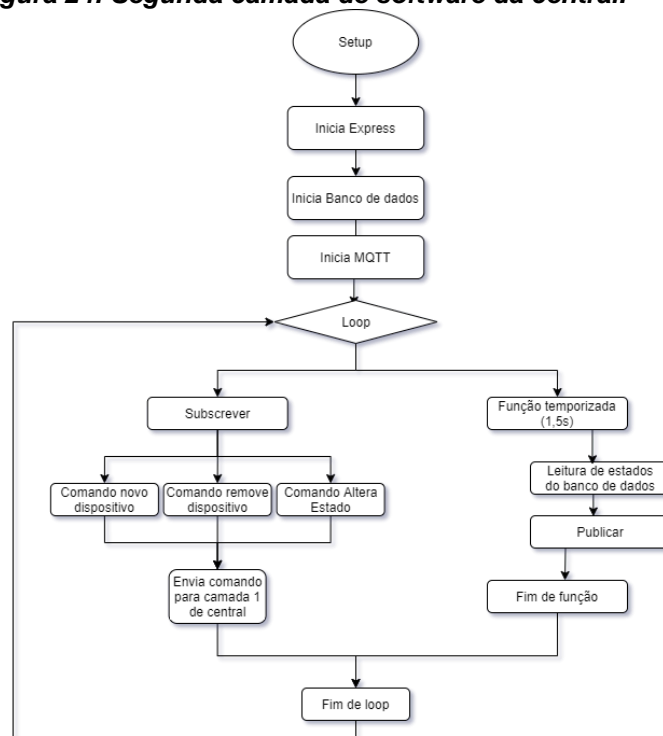 gura 24: Segunda camada do software da central.
Setup
Inicia Express
Inicia Banco de dados
Inicia MQTT
Loop
Subscrever
Função temporizada
(1,5s)
Leitura de estados
do banco de dados
Comando novo
dispositivo
Comando remove
dispositivo
Comando Altera
Estado
Publicar
Envia comando
para camada 1
de central
Fim de função
Fim de loop